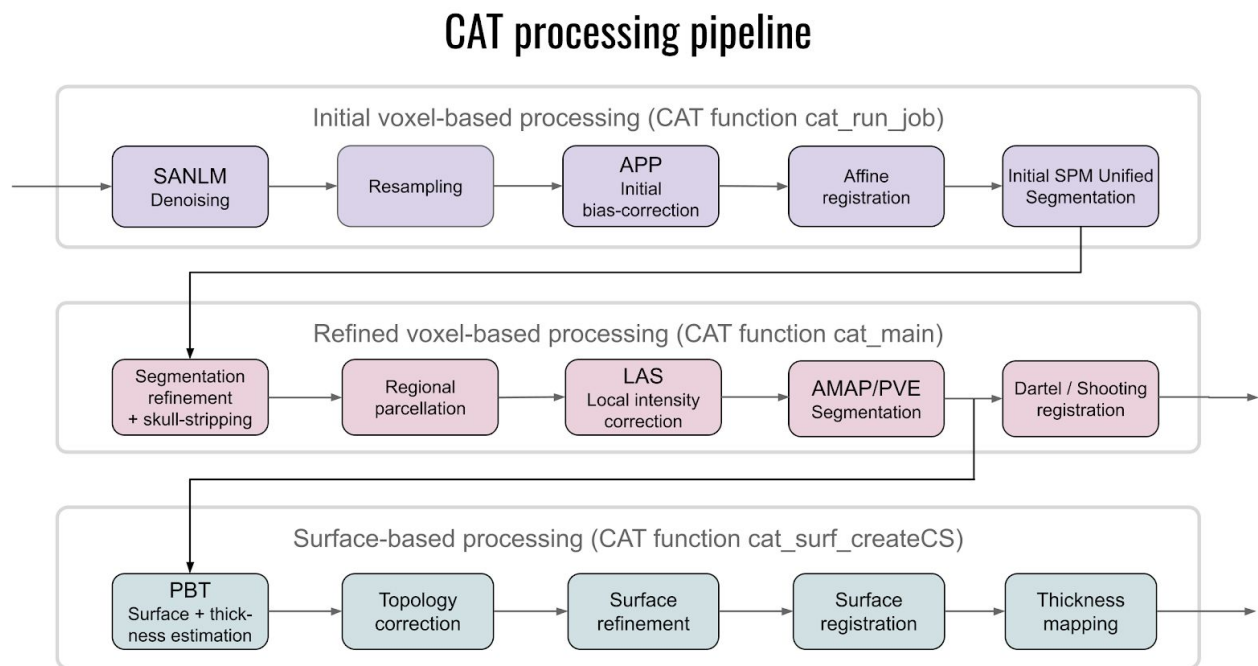 CAT processing pipeline
Initial voxel-based processing (CAT function cat_run_job)
SANLM
Denoising
Resampling
APP
Initial
bias-correction
Affine
registration
Initial SPM Unified
Segmentation
Refined voxel-based processing (CAT function cat_main)
Segmentation
refinement
+ skull-stripping
Regional
parcellation
LAS
Local intensity
correction
AMAP/PVE
Segmentation
Dartel / Shooting
registration
Surface-based processing (CAT function cat_surf_createCS)
PBT
Surface + thick-
ness estimation
Topology
correction
Surface
refinement
Surface
registration
Thickness
mapping